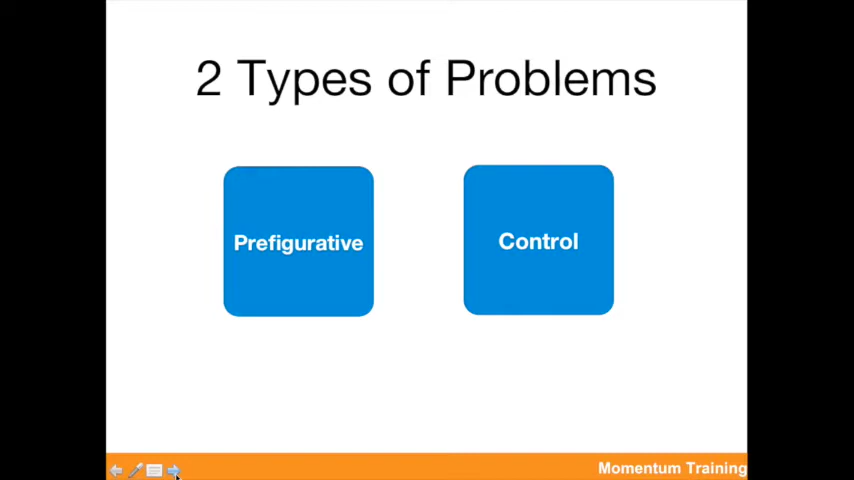 2 Types of Problems
Prefigurative
Control
Momentum Training